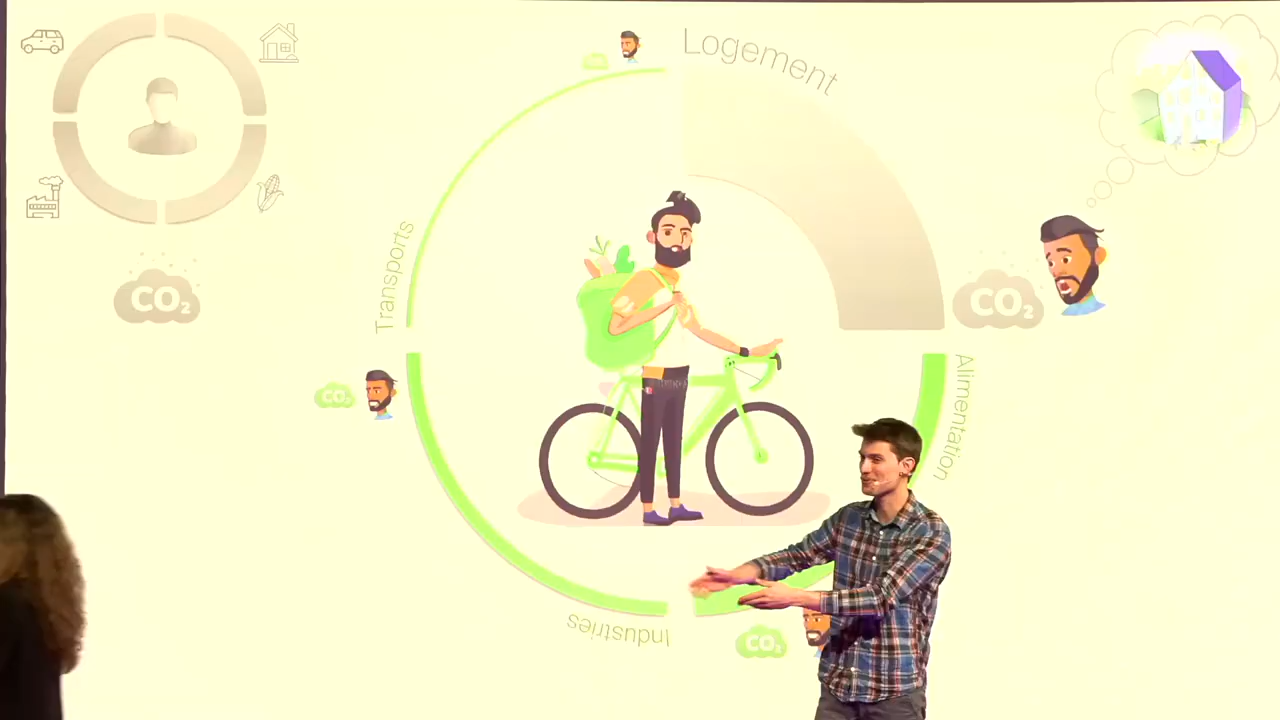 Logement
CO₂
CO₂
Transports
Alimentation
CO₂
Industries
CO₂